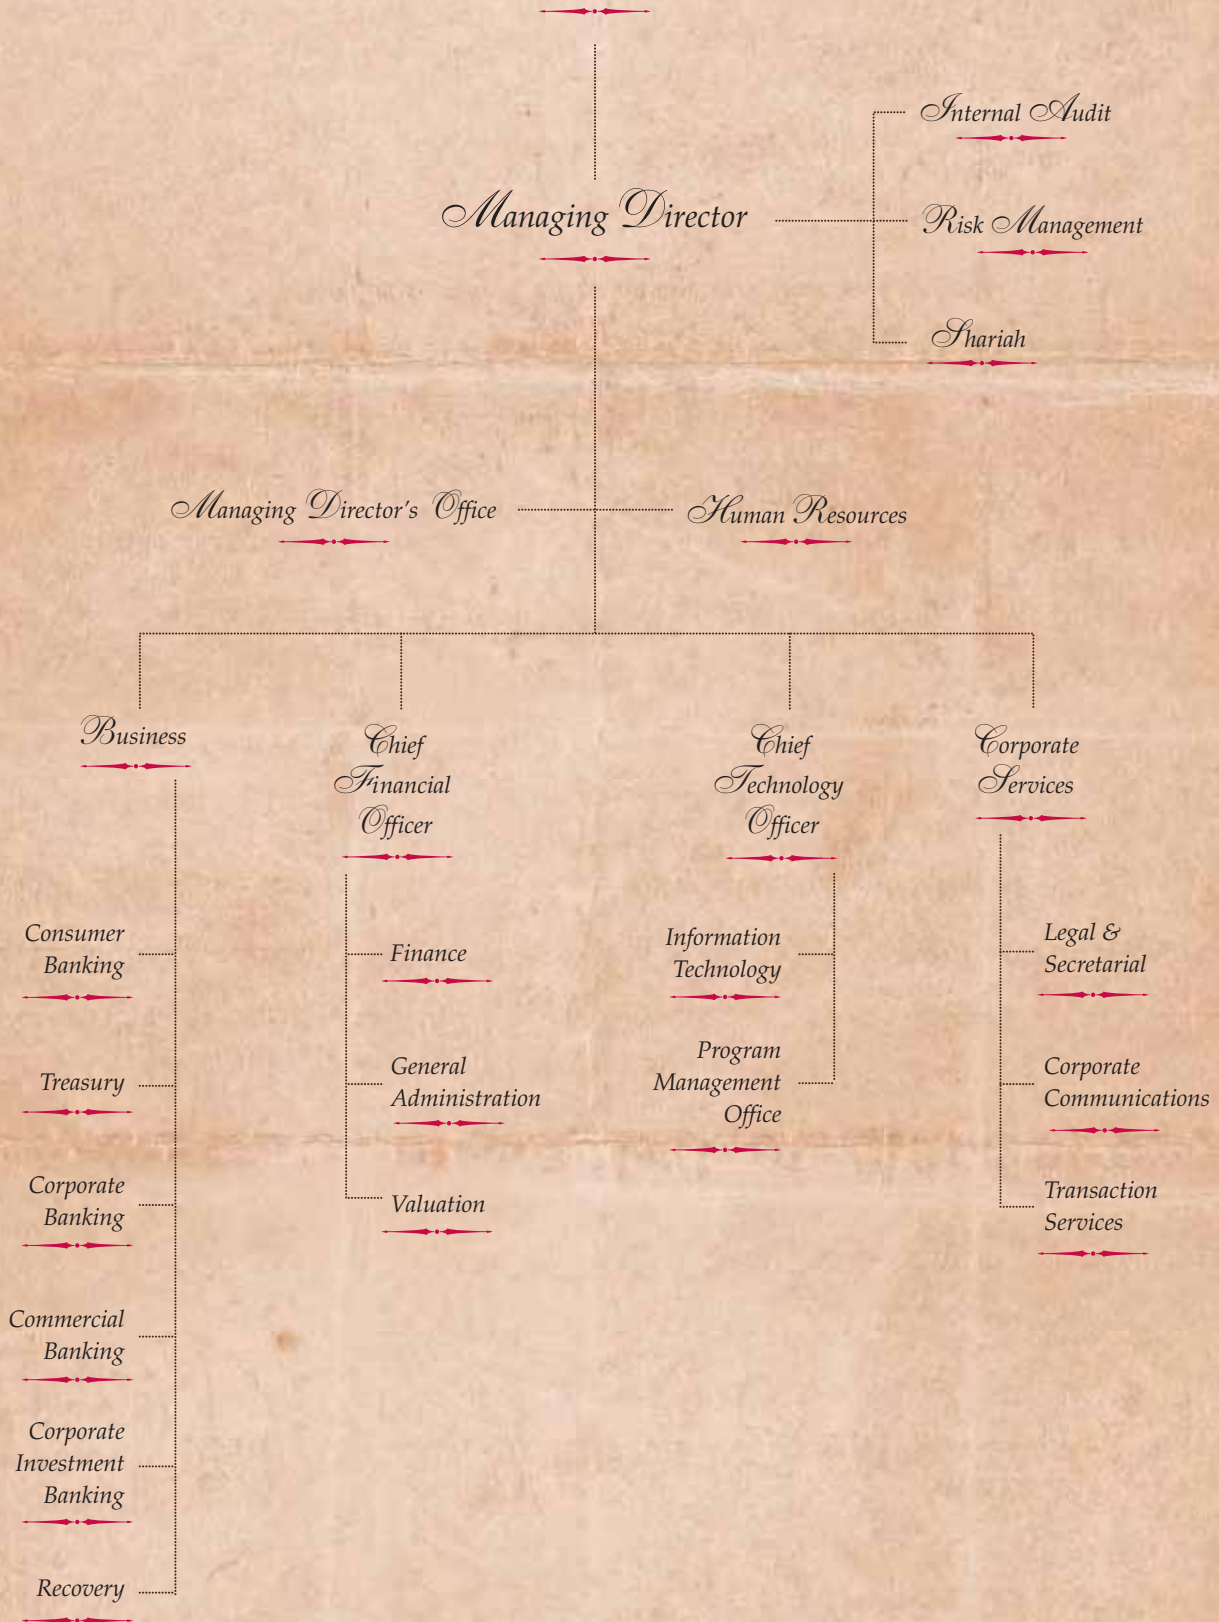 Internal Audit
Managing Director
Risk Management
Shariah
Managing Director's Office
Human Resources
Business
Chief
Financial
Officer
Chief
Technology
Officer
Corporate
Services
Consumer
Banking
Treasury
Corporate
Banking
Commercial
Banking
Corporate
Investment
Banking
Recovery
Finance
General
Administration
Valuation
Information
Technology
Program
Management
Office
Legal &
Secretarial
Corporate
Communications
Transaction
Services